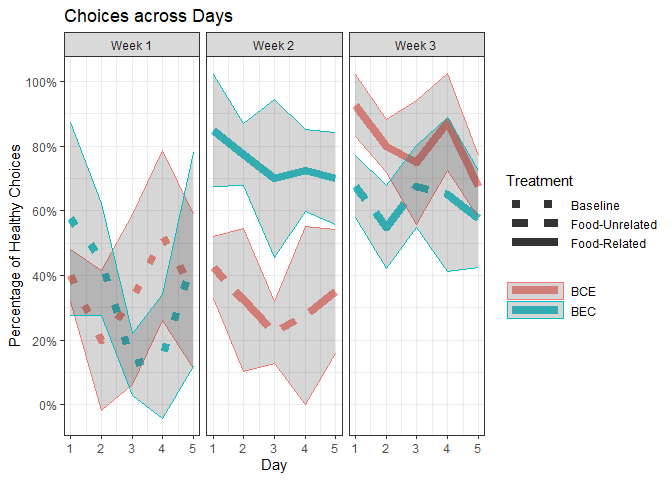 Choices across Days
Week 1
Week 2
Week 3
Percentage of Healthy Choices
100%
80%
60%
40%
20%
0%
1 2 3 4 5
1 2 3 4 5
1 2 3 4 5
Day
Treatment
Baseline
Food-Unrelated
Food-Related
BCE
BEC